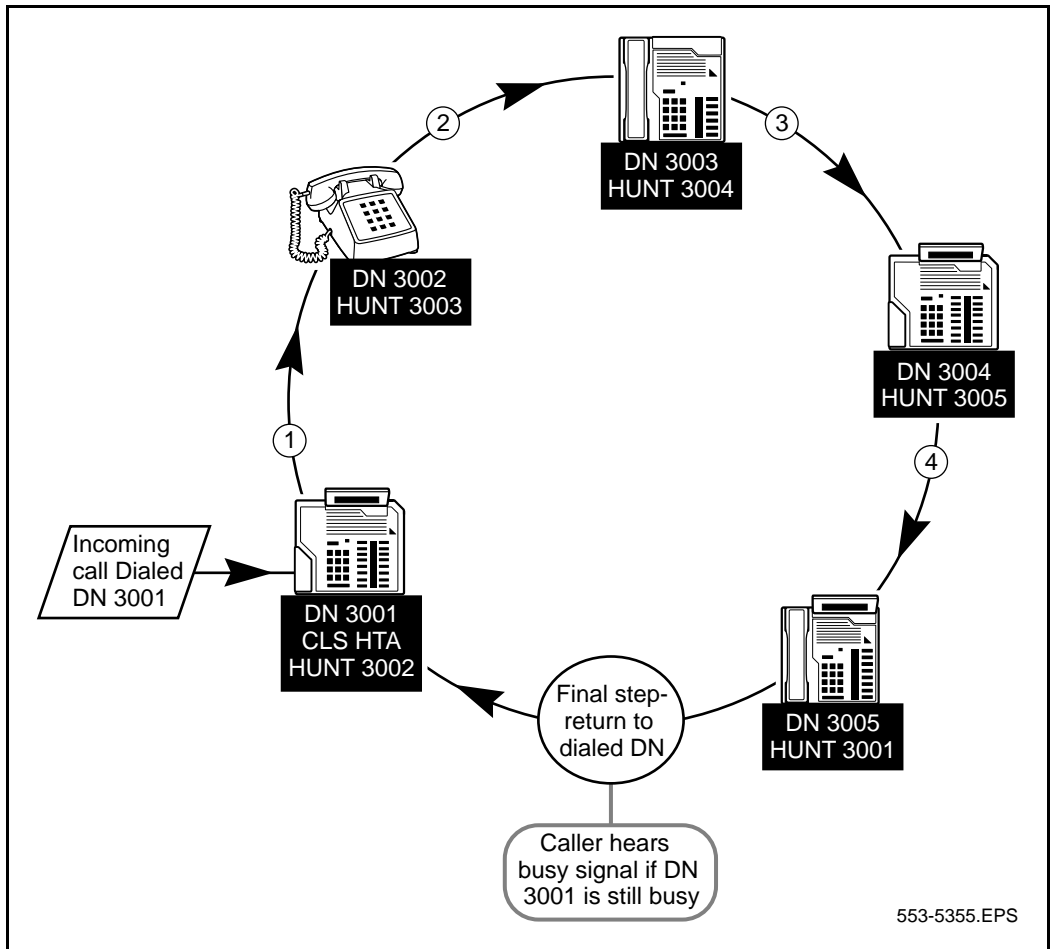 2
3
DN 3003
HUNT 3004
DN 3002
HUNT 3003
DN 3004
HUNT 3005
1
4
Incoming
call Dialed
DN 3001
DN 3001
CLS HTA
HUNT 3002
Final step-
return to
dialed DN
DN 3005
HUNT 3001
Caller hears
busy signal if DN
3001 is still busy
553-5355.EPS